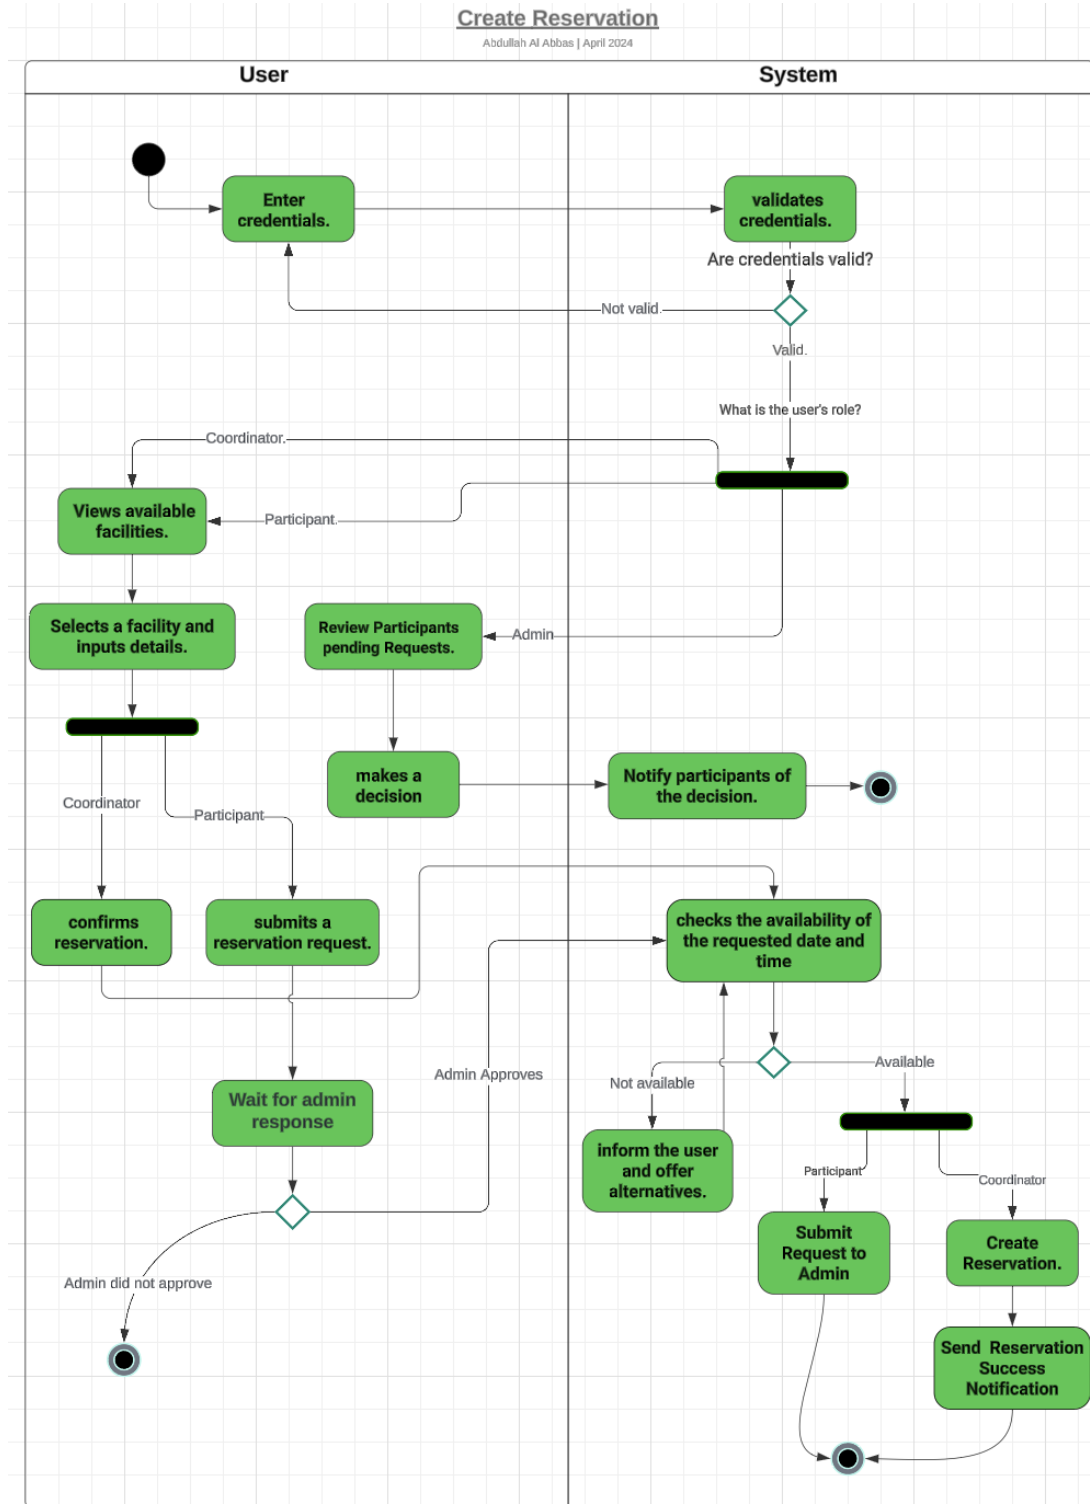 Create Reservation
Abdullah Al Abbas | April 2024
User
System
Enter
credentials.
validates
credentials.
Are credentials valid?
Not valid.
Valid.
What is the user's role?
Coordinator.
Participant.
Views available
facilities.
Selects a facility and
inputs details.
Review Participants
pending Requests.
Admin
makes a
decision
Notify participants of
the decision.
Coordinator
Participant
confirms
reservation.
submits a
reservation request.
checks the availability of
the requested date and
time
Admin Approves
Not available
Available
Wait for admin
response
inform the user
and offer
alternatives.
Participant
Coordinator
Submit
Request to
Admin
Create
Reservation.
Admin did not approve
Send Reservation
Success
Notification